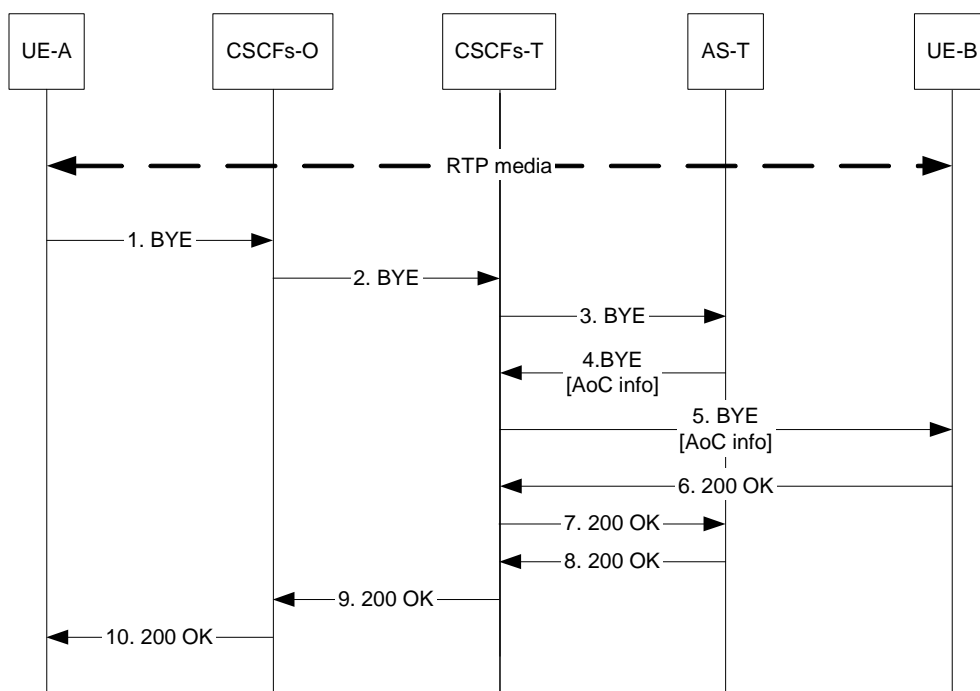 UE-A
CSCFs-O
CSCFs-T
AS-T
UE-B
RTP media
1. BYE
2. BYE
3. BYE
4.BYE
[AoC info]
5. BYE
[AoC info]
6. 200 OK
7. 200 OK
8. 200 OK
9. 200 OK
10. 200 OK